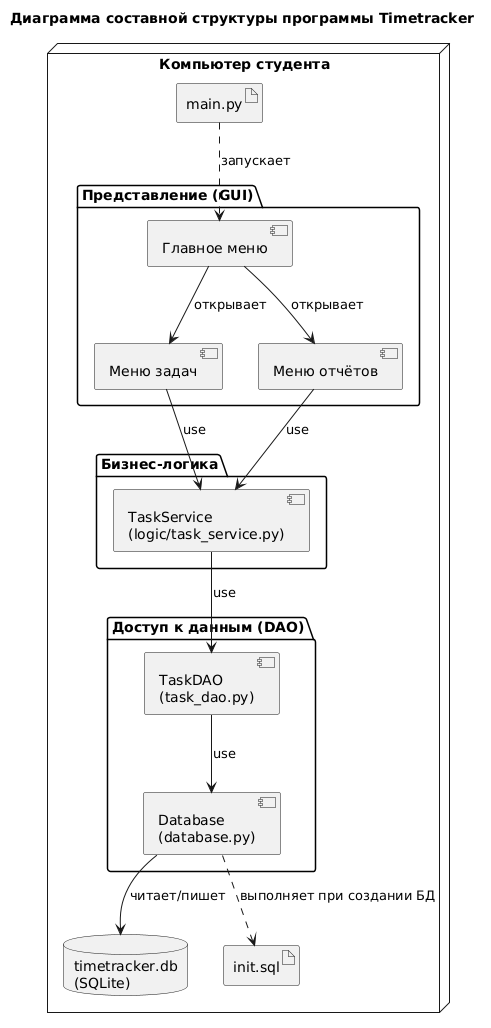 Диаграмма составной структуры программы Timetracker
Компьютер студента
main.py
запускает
Представление (GUI)
Главное меню
открывает
открывает
Меню задач
Меню отчётов
use
use
Бизнес-логика
TaskService
(logic/task_service.py)
use
Доступ к данным (DAO)
TaskDAO
(task_dao.py)
use
Database
(database.py)
читает/пишет
выполняет при создании БД
timetracker.db
(SQLite)
init.sql